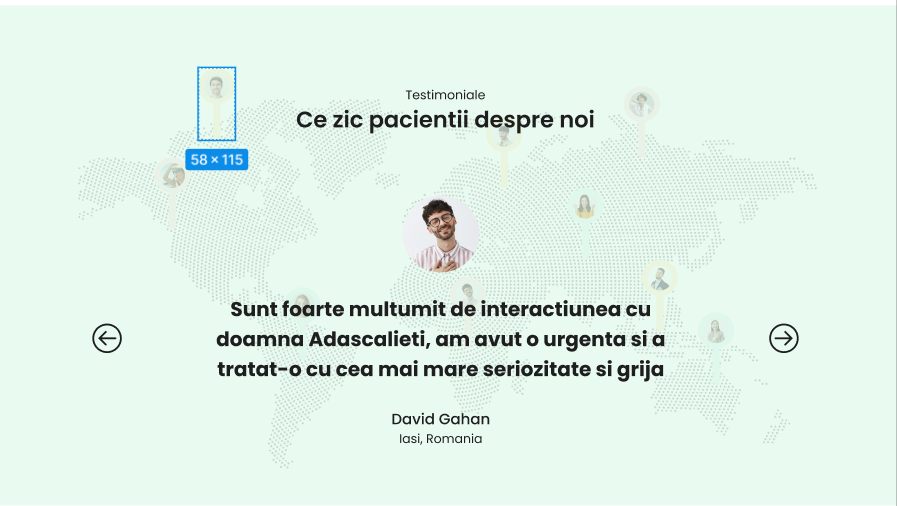 Testimoniale
Ce zic pacientii despre noi
58 × 115
Sunt foarte multumit de interactiunea cu
doamna Adascalieti, am avut o urgenta si a
tratat-o cu cea mai mare seriozitate si grija
David Gahan
Iasi, Romania